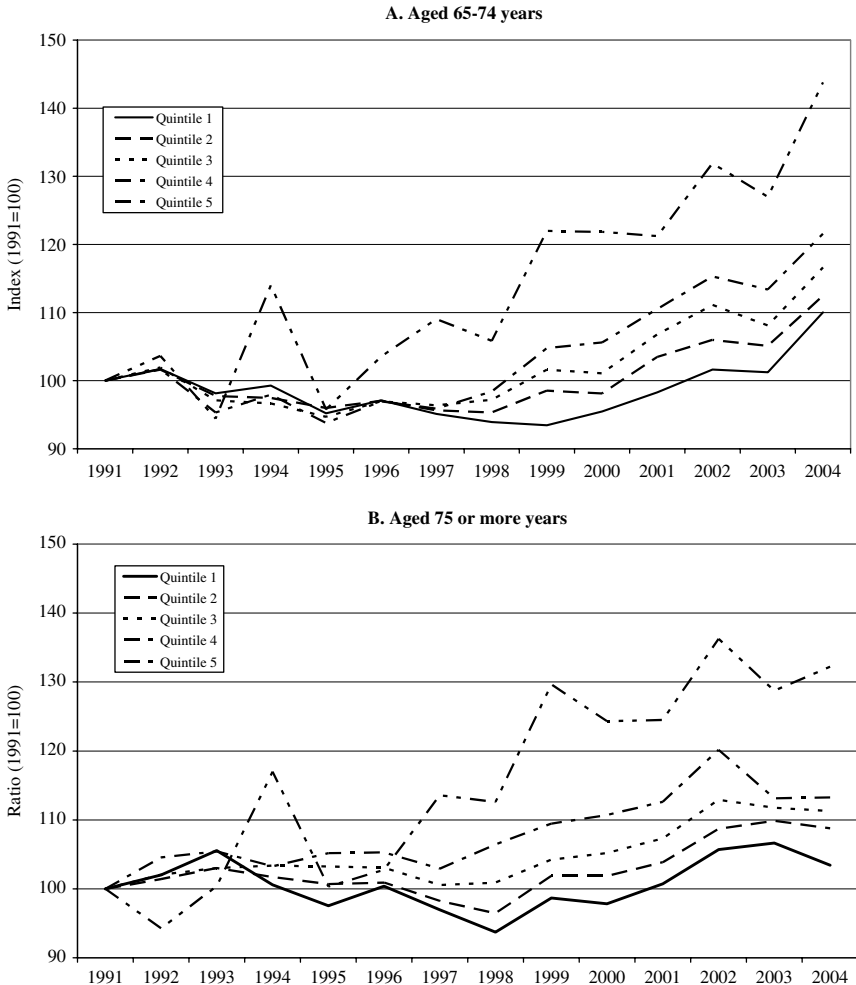 A. Aged 65-74 years
150
140
130
120
110
100
90
Index (1991=100)
Quintile 1
Quintile 2
Quintile 3
Quintile 4
Quintile 5
1991 1992 1993 1994 1995 1996 1997 1998 1999 2000 2001 2002 2003 2004
B. Aged 75 or more years
150
140
130
120
110
100
90
Ratio (1991=100)
Quintile 1
Quintile 2
Quintile 3
Quintile 4
Quintile 5
1991 1992 1993 1994 1995 1996 1997 1998 1999 2000 2001 2002 2003 2004